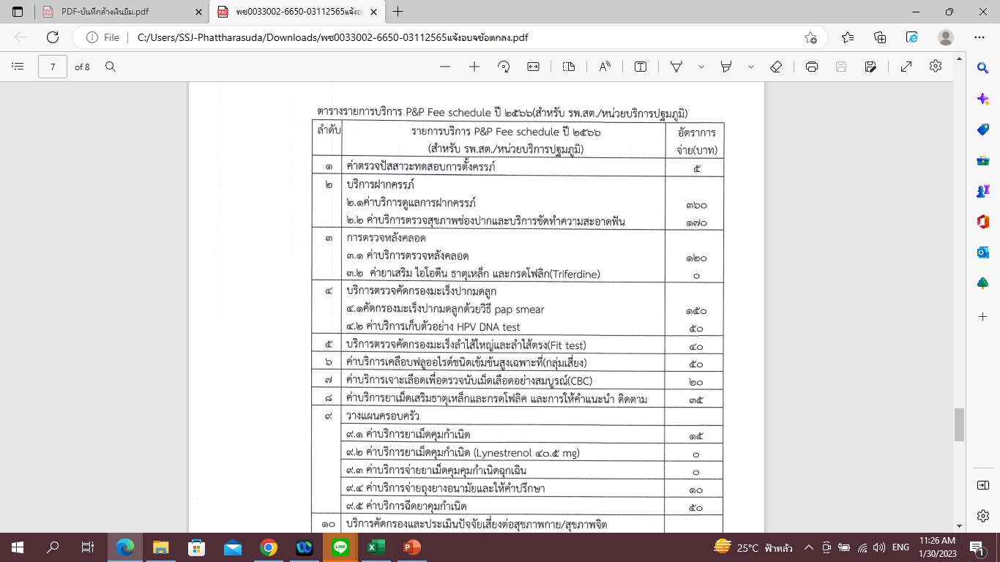 PDF-บันทึกล้างเงินยืม.pdf
พช0033002-6650-03112565แจ้งอบ
File
C:/Users/SSJ-Phattharasuda/Downloads/พช0033002-6650-03112565แจ้งอบจข้อตกลง.pdf
7 of 8
ตารางรายการบริการ P&P Fee schedule ปี ๒๕๖๖(สำหรับ รพ.สต./หน่วยบริการปฐมภูมิ)
ลำดับ รายการบริการ P&P Fee schedule ปี ๒๕๖๖ อัตราการ
(สำหรับ รพ.สต./หน่วยบริการปฐมภูมิ) จ่าย(บาท)
๑ ค่าตรวจปัสสาวะทดสอบการตั้งครรภ์ ๕
๒ บริการฝากครรภ์
๒.๑ค่าบริการดูแลการฝากครรภ์ ๓๖๐
๒.๒ ค่าบริการตรวจสุขภาพช่องปากและบริการขัดทำความสะอาดฟัน ๑๗๐
๓ การตรวจหลังคลอด
๓.๑ ค่าบริการตรวจหลังคลอด ๑๒๐
๓.๒ ค่ายาเสริม ไอโอดีน ธาตุเหล็ก และกรดโฟลิก(Triferdine) ๐
๔ บริการตรวจคัดกรองมะเร็งปากมดลูก
๔.๑คัดกรองมะเร็งปากมดลูกด้วยวิธี pap smear ๑๕๐
๔.๒ ค่าบริการเก็บตัวอย่าง HPV DNA test ๕๐
๕ บริการตรวจคัดกรองมะเร็งลำไส้ใหญ่และลำไส้ตรง(Fit test) ๔๐
๖ ค่าบริการเคลือบฟลูออไรด์ชนิดเข้มข้นสูงเฉพาะที่(กลุ่มเสี่ยง) ๕๐
๗ ค่าบริการเจาะเลือดเพื่อตรวจนับเม็ดเลือดอย่างสมบูรณ์(CBC) ๒๐
๘ ค่าบริการยาเม็ดเสริมธาตุเหล็กและกรดโฟลิค และการให้คำแนะนำ ติดตาม ๓๕
๙ วางแผนครอบครัว
๙.๑ ค่าบริการยาเม็ดคุมกำเนิด ๑๕
๙.๒ ค่าบริการยาเม็ดคุมกำเนิด (Lynestrenol ๔๐.๕ mg) ๐
๙.๓ ค่าบริการจ่ายยาเม็ดคุมคุมกำเนิดฉุกเฉิน ๐
๙.๔ ค่าบริการจ่ายถุงยางอนามัยและให้คำปรึกษา ๑๐
๙.๕ ค่าบริการฉีดยาคุมกำเนิด ๕๐
๑๐ บริการคัดกรองและประเมินปัจจัยเสี่ยงต่อสุขภาพกาย/สุขภาพจิต
25°C ฟ้าหลัว
ENG
11:26 AM
1/30/2023